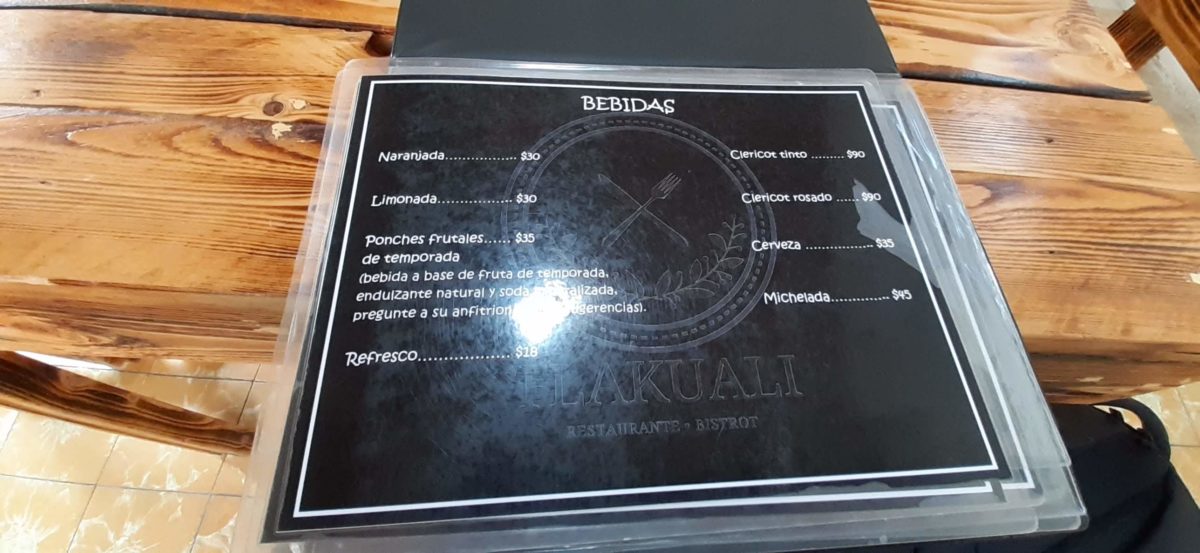 BEBIDAS
Naranjada................ $30
Limonada................. $30
Ponches frutales...... $35
de temporada
(bebida a base de fruta de temporada,
endulzante natural y soda
pregunte a su anfitrion
Refresco.................. $18
Clericot tinto ......... $90
Clericot rosado ...... $90
Cerveza ................. $35
Michelada.............. $45
TLAKUALI
RESTAURANTE - BISTROT